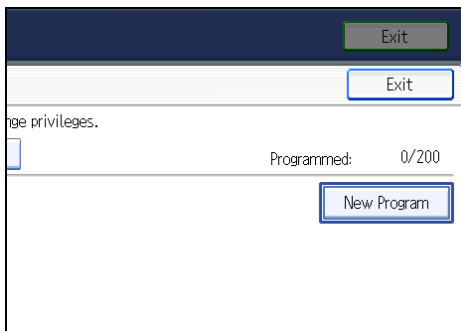 Exit
Exit
nge privileges.
Programmed: 0/200
New Program